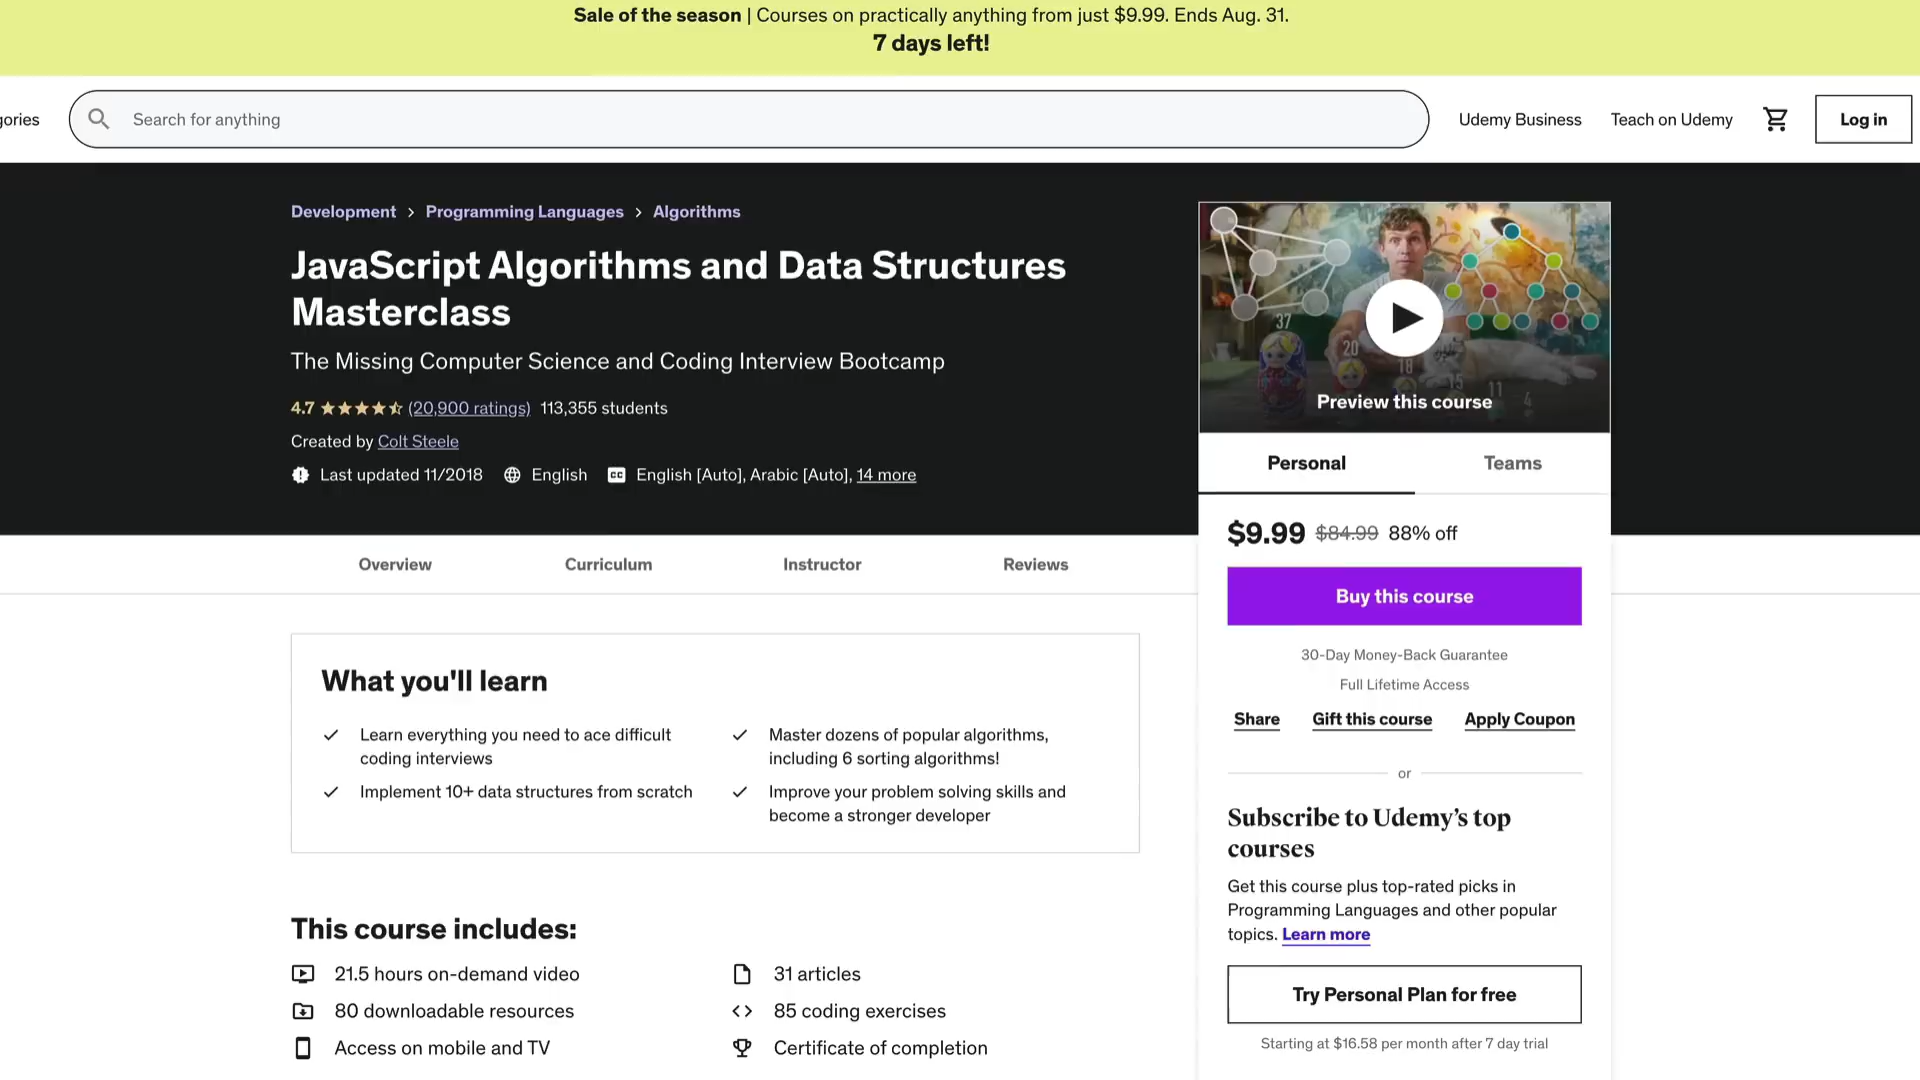 Sale of the season | Courses on practically anything from just $9.99. Ends Aug. 31.
7 days left!
gories
Search for anything
Udemy Business
Teach on Udemy
Log in
Development > Programming Languages > Algorithms
JavaScript Algorithms and Data Structures
Masterclass
The Missing Computer Science and Coding Interview Bootcamp
4.7 (20,900 ratings) 113,355 students
Created by Colt Steele
Last updated 11/2018 English CC English [Auto], Arabic [Auto], 14 more
37
20
18
15
11
4
Preview this course
Personal
Teams
$9.99 $84.99 88% off
Buy this course
30-Day Money-Back Guarantee
Full Lifetime Access
Share
Gift this course
Apply Coupon
or
Subscribe to Udemy’s top
courses
Get this course plus top-rated picks in
Programming Languages and other popular
topics. Learn more
Try Personal Plan for free
Starting at $16.58 per month after 7 day trial
Overview
Curriculum
Instructor
Reviews
What you'll learn
Learn everything you need to ace difficult
coding interviews
Implement 10+ data structures from scratch
Master dozens of popular algorithms,
including 6 sorting algorithms!
Improve your problem solving skills and
become a stronger developer
This course includes:
21.5 hours on-demand video
80 downloadable resources
Access on mobile and TV
31 articles
85 coding exercises
Certificate of completion